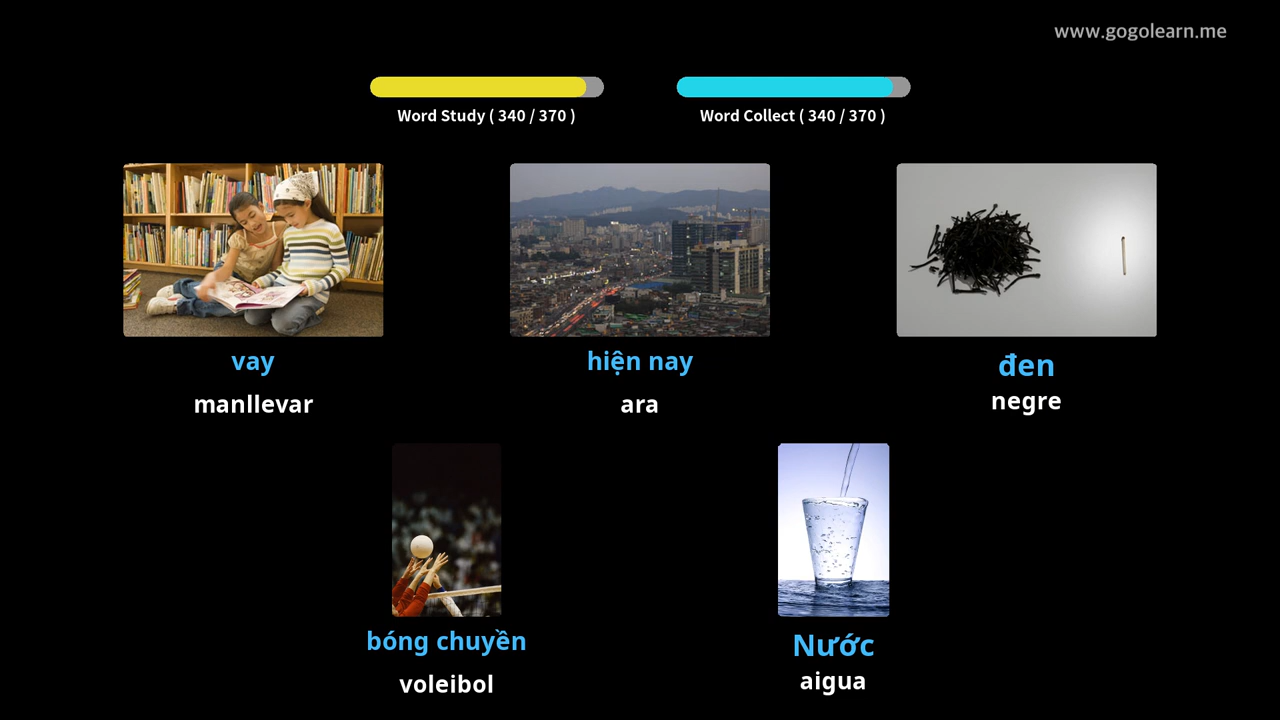 www.gogolearn.me
Word Study ( 340 / 370 )
Word Collect ( 340 / 370 )
vay
manllevar
hiện nay
ara
đen
negre
bóng chuyền
voleibol
Nước
aigua